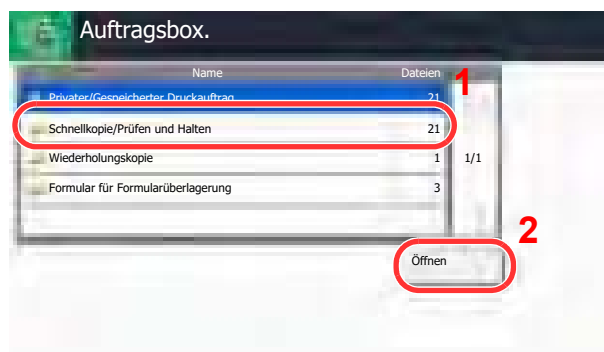 Auftragsbox.
Name Dateien
Privater/Gespeicherter Druckauftrag 21
Schnellkopie/Prüfen und Halten 21
Wiederholungskopie 1
Formular für Formularüberlagerung 3
1/1
Öffnen
1
2